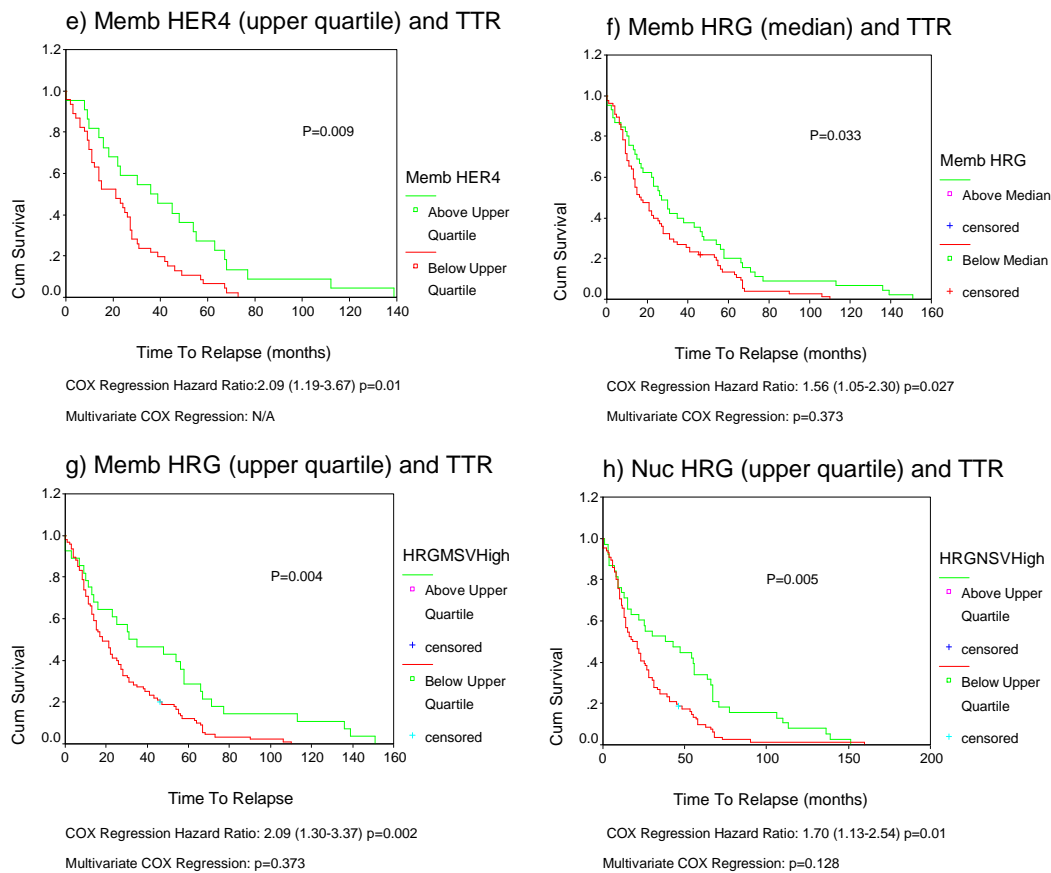 e) Memb HER4 (upper quartile) and TTR
1.2
1.0
.8
.6
.4
.2
0.0
Cum Survival
P=0.009
0 20 40 60 80 100 120 140
Time To Relapse (months)
Memb HER4
Above Upper
Quartile
Below Upper
Quartile
COX Regression Hazard Ratio:2.09 (1.19-3.67) p=0.01
Multivariate COX Regression: N/A
f) Memb HRG (median) and TTR
1.2
1.0
.8
.6
.4
.2
0.0
Cum Survival
P=0.033
0 20 40 60 80 100 120 140 160
Time To Relapse (months)
Memb HRG
Above Median
censored
Below Median
censored
COX Regression Hazard Ratio: 1.56 (1.05-2.30) p=0.027
Multivariate COX Regression: p=0.373
g) Memb HRG (upper quartile) and TTR
1.2
1.0
.8
.6
.4
.2
0.0
Cum Survival
P=0.004
0 20 40 60 80 100 120 140 160
Time To Relapse
HRGMSVHigh
Above Upper
Quartile
censored
Below Upper
Quartile
censored
COX Regression Hazard Ratio: 2.09 (1.30-3.37) p=0.002
Multivariate COX Regression: p=0.373
h) Nuc HRG (upper quartile) and TTR
1.2
1.0
.8
.6
.4
.2
0.0
Cum Survival
P=0.005
0 50 100 150 200
Time To Relapse (months)
HRGNSVHigh
Above Upper
Quartile
censored
Below Upper
Quartile
censored
COX Regression Hazard Ratio: 1.70 (1.13-2.54) p=0.01
Multivariate COX Regression: p=0.128